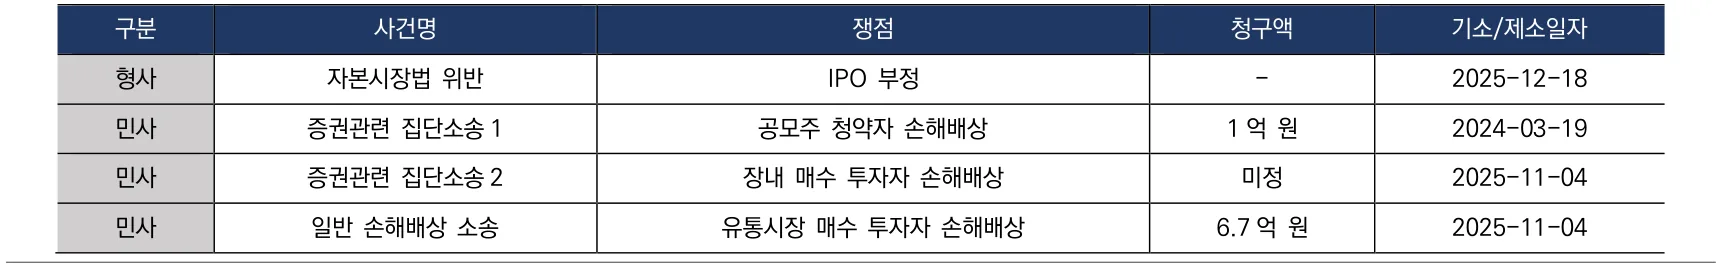 구분 사건명 쟁점 청구액 기소/제소일자
형사 자본시장법 위반 IPO 부정 - 2025-12-18
민사 증권관련 집단소송 1 공모주 청약자 손해배상 1억 원 2024-03-19
민사 증권관련 집단소송 2 장내 매수 투자자 손해배상 미정 2025-11-04
민사 일반 손해배상 소송 유통시장 매수 투자자 손해배상 6.7억 원 2025-11-04